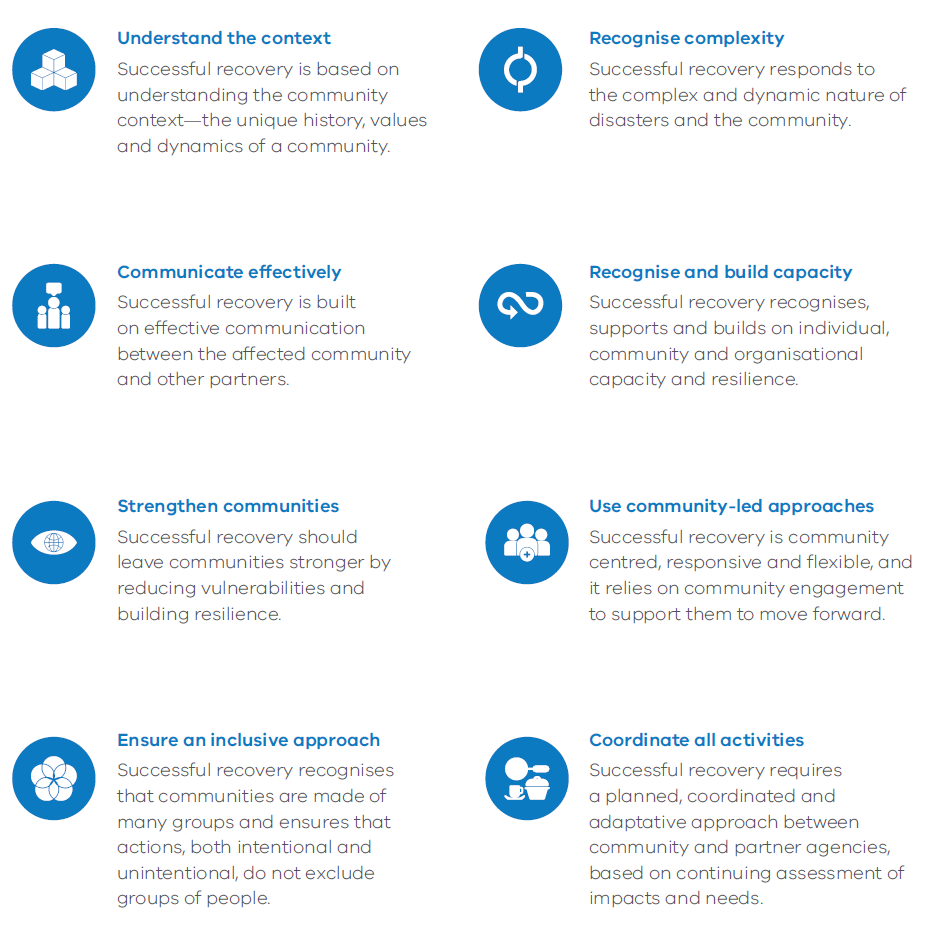 Understand the context
Successful recovery is based on
understanding the community
context—the unique history, values
and dynamics of a community.
Recognise complexity
Successful recovery responds to
the complex and dynamic nature of
disasters and the community.
Communicate effectively
Successful recovery is built
on effective communication
between the affected community
and other partners.
Recognise and build capacity
Successful recovery recognises,
supports and builds on individual,
community and organisational
capacity and resilience.
Strengthen communities
Successful recovery should
leave communities stronger by
reducing vulnerabilities and
building resilience.
Use community-led approaches
Successful recovery is community
centred, responsive and flexible, and
it relies on community engagement
to support them to move forward.
Ensure an inclusive approach
Successful recovery recognises
that communities are made of
many groups and ensures that
actions, both intentional and
unintentional, do not exclude
groups of people.
Coordinate all activities
Successful recovery requires
a planned, coordinated and
adaptative approach between
community and partner agencies,
based on continuing assessment of
impacts and needs.